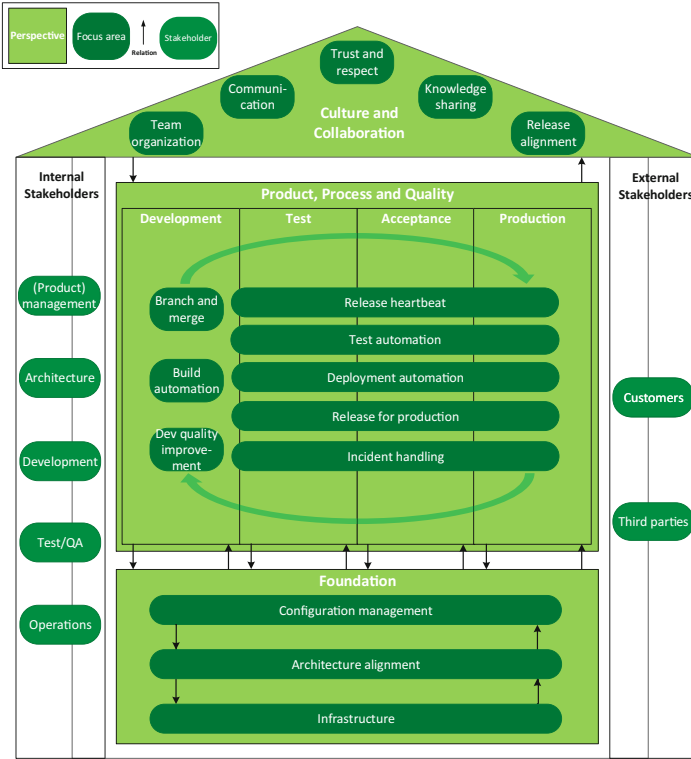 Perspective
Focus area
Relation
Stakeholder
Trust and
respect
Communi-
cation
Knowledge
sharing
Culture and
Collaboration
Team
organization
Release
alignment
Internal
Stakeholders
External
Stakeholders
Product, Process and Quality
Development
Test
Acceptance
Production
(Product)
management
Architecture
Development
Test/QA
Operations
Branch and
merge
Build
automation
Dev quality
improve-
ment
Release heartbeat
Test automation
Deployment automation
Release for production
Incident handling
Customers
Third parties
Foundation
Configuration management
Architecture alignment
Infrastructure